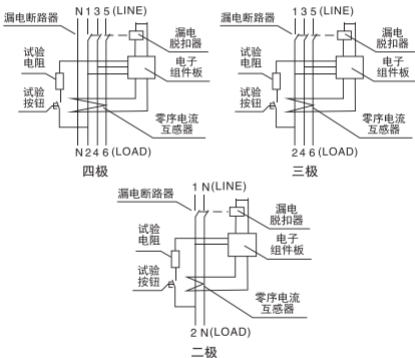 N 1 3 5 (LINE)
漏电断路器
漏电
脱扣器
试验
电阻
电子
组件板
试验
按钮
零序电流
互感器
N 2 4 6 (LOAD)
四极
1 3 5 (LINE)
漏电断路器
漏电
脱扣器
试验
电阻
电子
组件板
试验
按钮
零序电流
互感器
2 4 6 (LOAD)
三极
1 N (LINE)
漏电断路器
漏电
脱扣器
试验
电阻
电子
组件板
试验
按钮
零序电流
互感器
2 N (LOAD)
二极